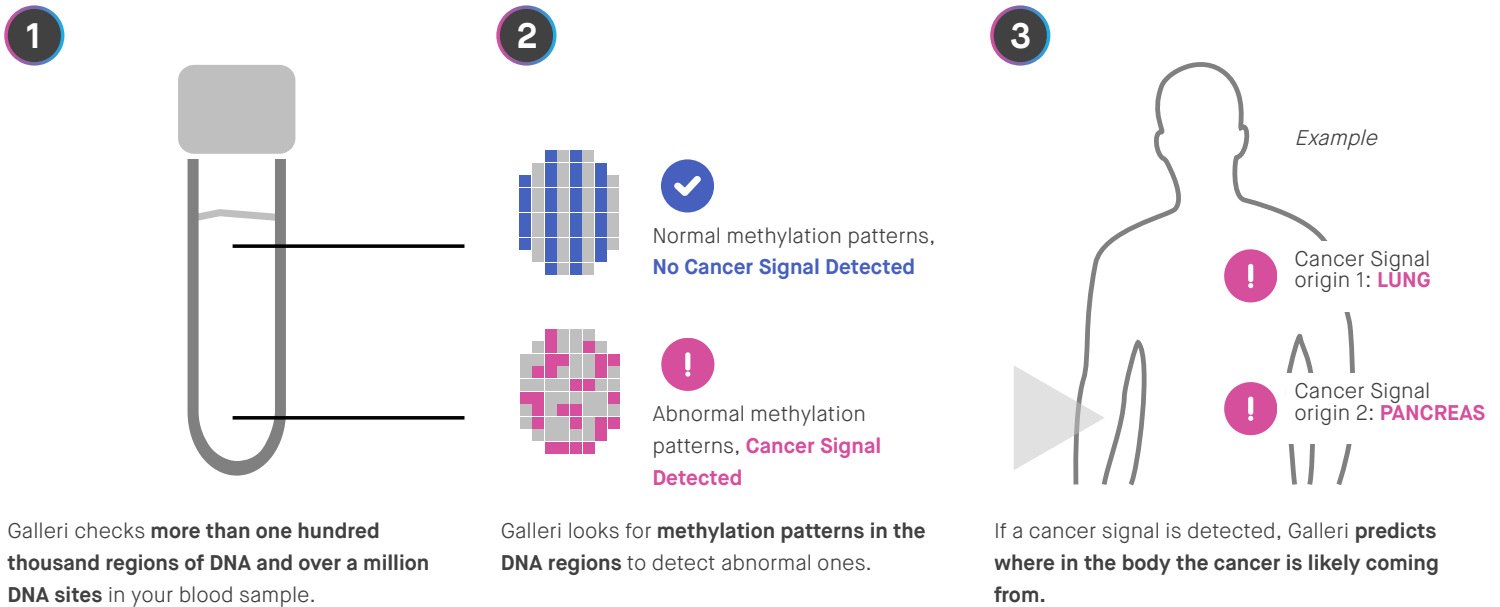 1
Galleri checks more than one hundred
thousand regions of DNA and over a million
DNA sites in your blood sample.
2
Normal methylation patterns,
No Cancer Signal Detected
!
Abnormal methylation
patterns, Cancer Signal
Detected
Galleri looks for methylation patterns in the
DNA regions to detect abnormal ones.
3
Example
!
Cancer Signal
origin 1: LUNG
!
Cancer Signal
origin 2: PANCREAS
If a cancer signal is detected, Galleri predicts
where in the body the cancer is likely coming
from.